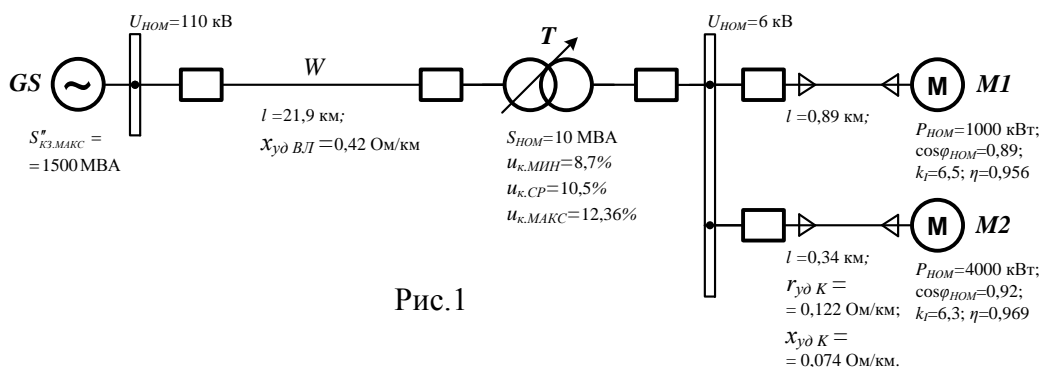 U_НОМ=110 кВ
U_НОМ=6 кВ
GS
W
T
M
M1
S″_КЗ.МАКС =
=1500 МВА
l =21,9 км;
x_уд ВЛ =0,42 Ом/км
S_НОМ=10 МВА
u_к.МИН=8,7%
u_к.СР=10,5%
u_к.МАКС=12,36%
l =0,89 км;
P_НОМ=1000 кВт;
cosφ_НОМ=0,89;
k_I=6,5; η=0,956
M
M2
l =0,34 км;
r_уд К =
= 0,122 Ом/км;
x_уд К =
= 0,074 Ом/км.
P_НОМ=4000 кВт;
cosφ_НОМ=0,92;
k_I=6,3; η=0,969
Рис.1